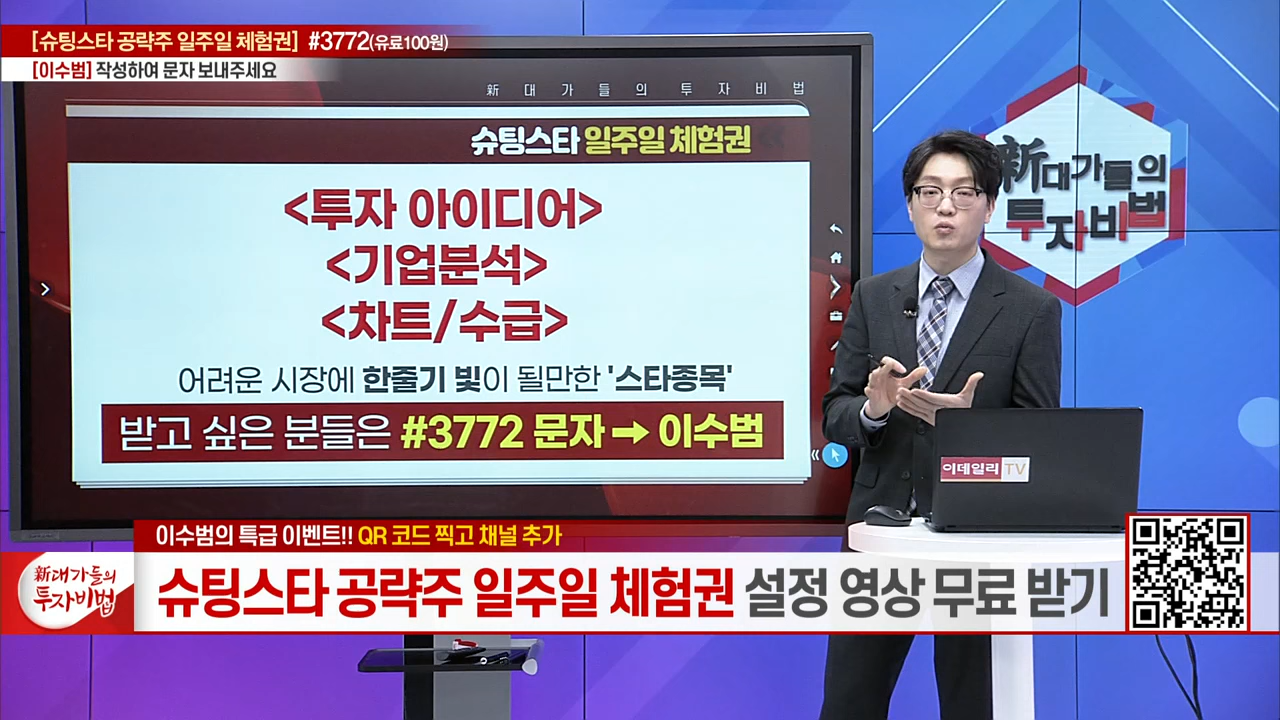 [슈팅스타 공략주 일주일 체험권] #3772(유료100원)
[이수범] 작성하여 문자 보내주세요
新대가들의 투자비법
슈팅스타 일주일 체험권
<투자 아이디어>
<기업분석>
<차트/수급>
어려운 시장에 한줄기 빛이 될만한 '스타종목'
받고 싶은 분들은 #3772 문자 → 이수범
新대가들의
투자비법
이데일리 TV
이수범의 특급 이벤트!! QR 코드 찍고 채널 추가
新대가들의
투자비법
슈팅스타 공략주 일주일 체험권 설정 영상 무료 받기